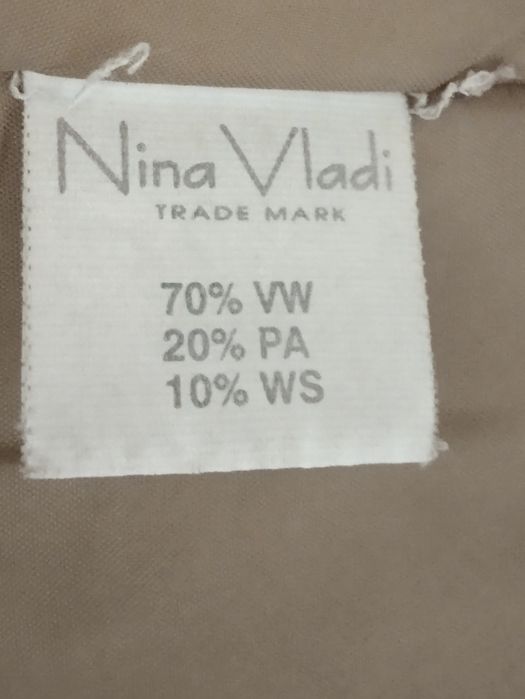 Nina Vladi
TRADE MARK
70% VW
20% PA
10% WS